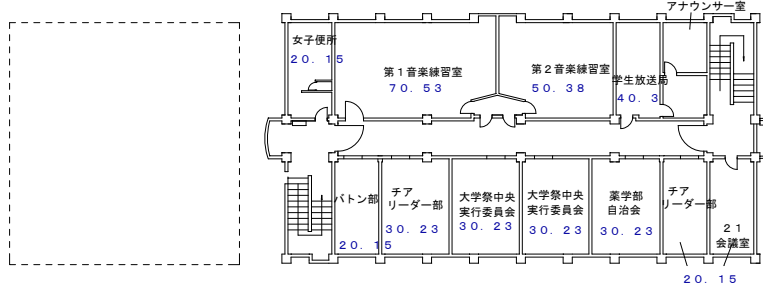 アナウンサー室
女子便所
20．15
第1音楽練習室
70．53
第2音楽練習室
50．38
学生放送局
40．3
バトン部
20．15
チア
リーダー部
30．23
大学祭中央
実行委員会
30．23
大学祭中央
実行委員会
30．23
薬学部
自治会
30．23
チア
リーダー部
20．15
21
会議室